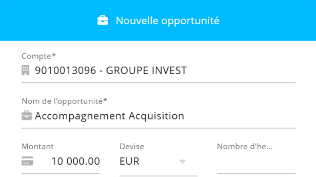 Nouvelle opportunité
Compte*
9010013096 - GROUPE INVEST
Nom de l'opportunité*
Accompagnement Acquisition
Montant Devise Nombre d'he...
10 000.00 EUR